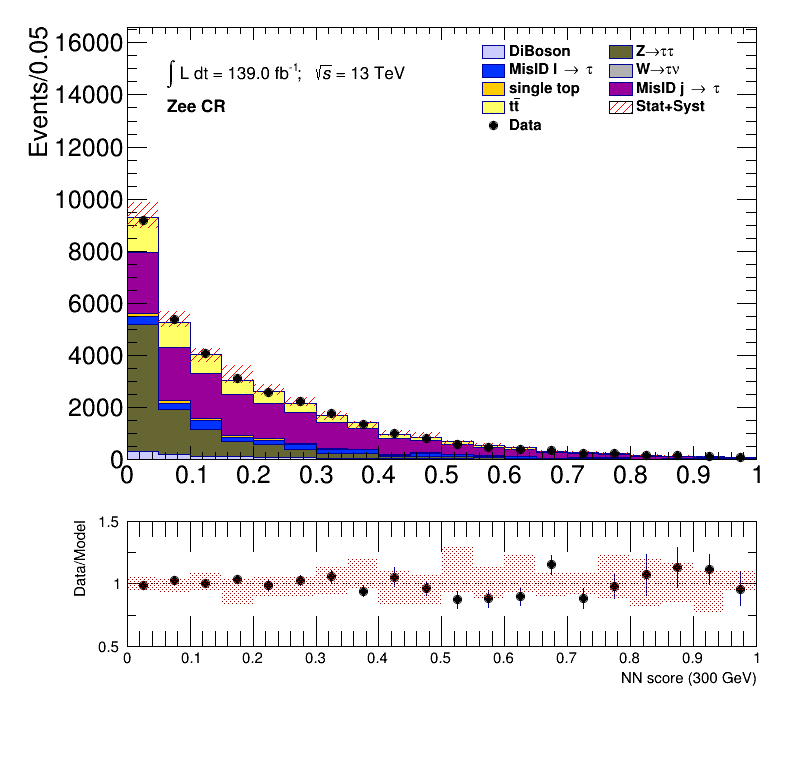 Events/0.05
16000
14000
12000
10000
8000
6000
4000
2000
0
∫ L dt = 139.0 fb⁻¹; √s = 13 TeV
Zee CR
DiBoson
MisID l → τ
single top
tt̄
Data
Z→ττ
W→τν
MisID j → τ
Stat+Syst
0 0.1 0.2 0.3 0.4 0.5 0.6 0.7 0.8 0.9 1
Data/Model
1.5
1
0.5
0 0.1 0.2 0.3 0.4 0.5 0.6 0.7 0.8 0.9 1
NN score (300 GeV)